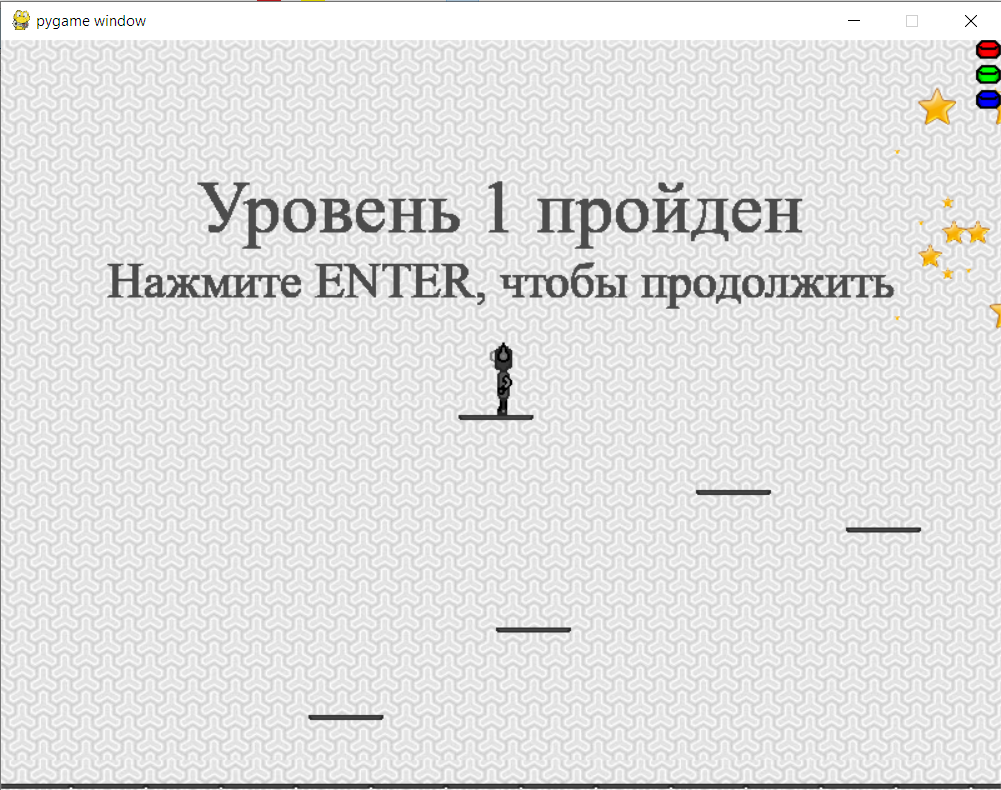 pygame window
Уровень 1 пройден
Нажмите ENTER, чтобы продолжить